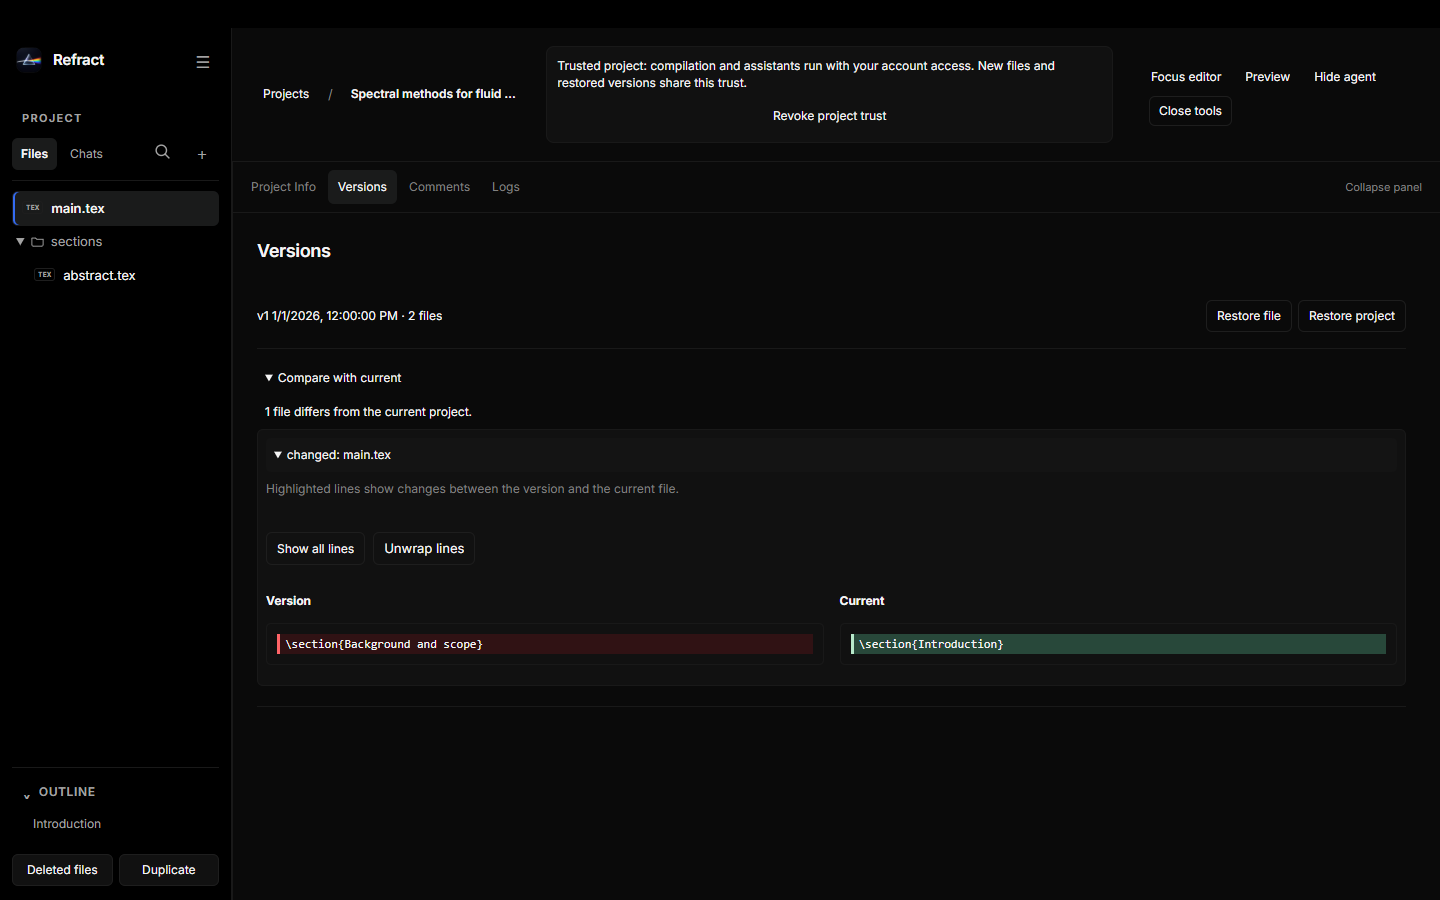 Refract
PROJECT
Files
Chats
+
TEX main.tex
sections
TEX abstract.tex
OUTLINE
Introduction
Deleted files
Duplicate
Projects / Spectral methods for fluid ...
Trusted project: compilation and assistants run with your account access. New files and
restored versions share this trust.
Revoke project trust
Focus editor
Preview
Hide agent
Close tools
Project Info
Versions
Comments
Logs
Collapse panel
Versions
v1 1/1/2026, 12:00:00 PM · 2 files
Restore file
Restore project
Compare with current
1 file differs from the current project.
changed: main.tex
Highlighted lines show changes between the version and the current file.
Show all lines
Unwrap lines
Version
\section{Background and scope}
Current
\section{Introduction}